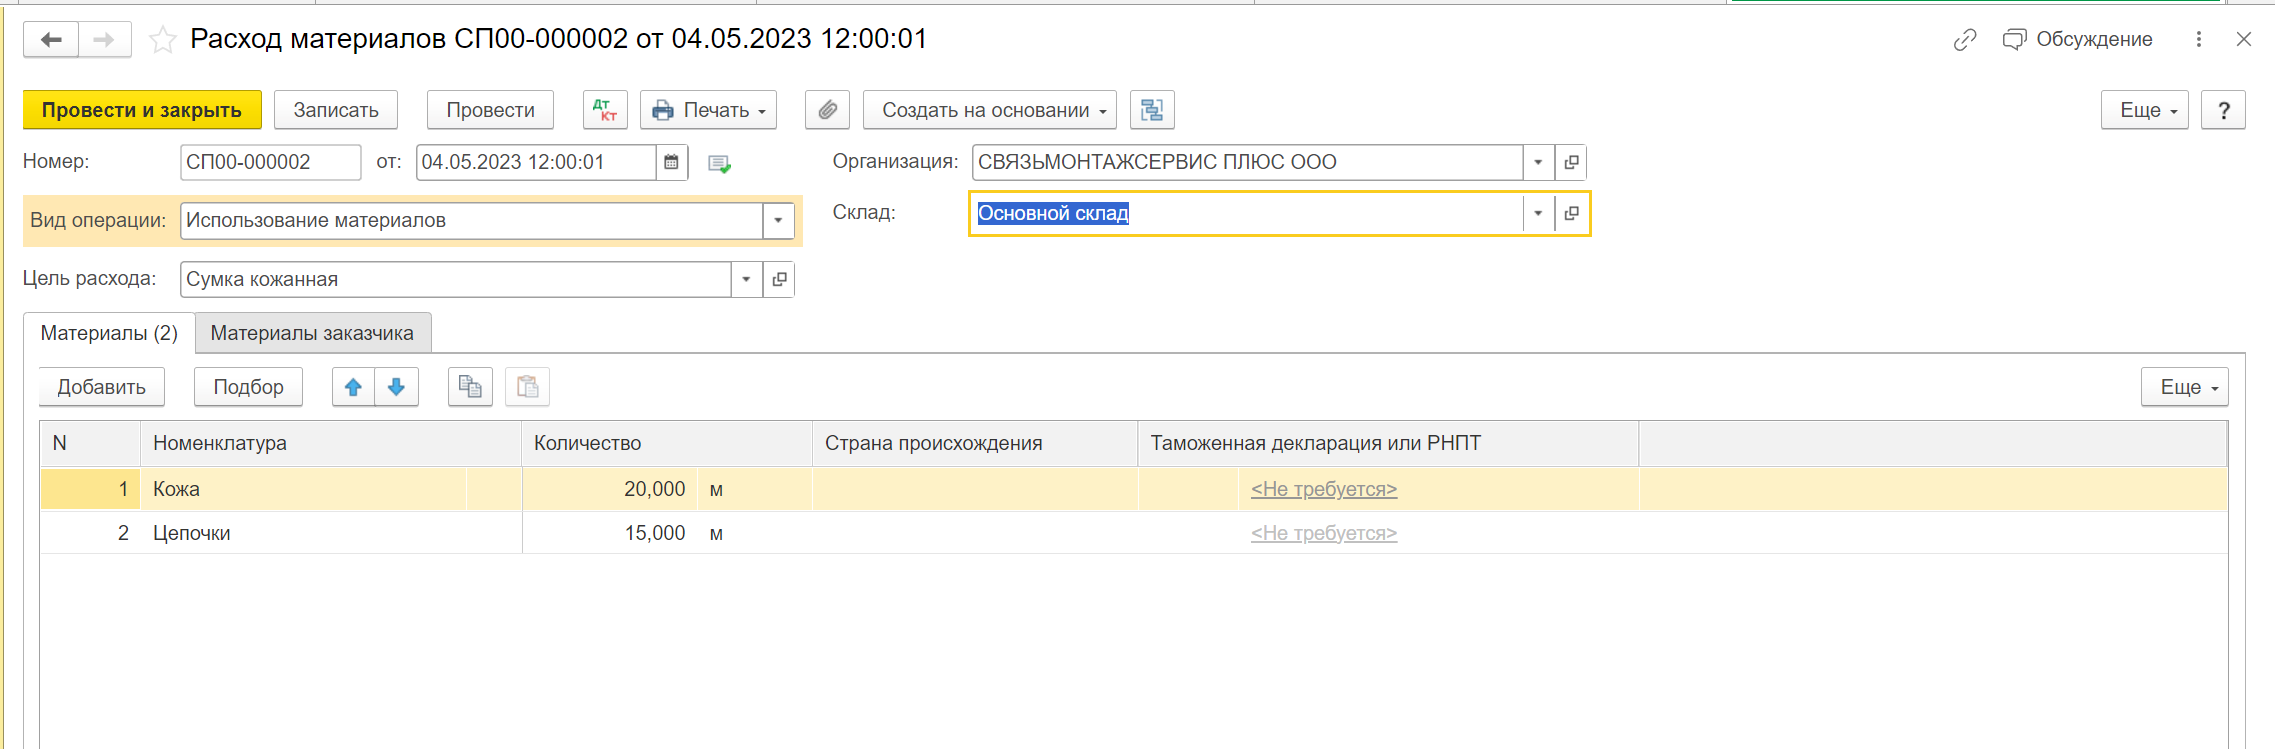 Расход материалов СП00-000002 от 04.05.2023 12:00:01
Обсуждение
Провести и закрыть Записать Провести Дт Кт Печать Создать на основании Еще ?
Номер: СП00-000002 от: 04.05.2023 12:00:01 Организация: СВЯЗЬМОНТАЖСЕРВИС ПЛЮС ООО
Вид операции: Использование материалов Склад: Основной склад
Цель расхода: Сумка кожанная
Материалы (2) Материалы заказчика
Добавить Подбор Еще
N Номенклатура Количество Страна происхождения Таможенная декларация или РНПТ
1 Кожа 20,000 м <Не требуется>
2 Цепочки 15,000 м <Не требуется>